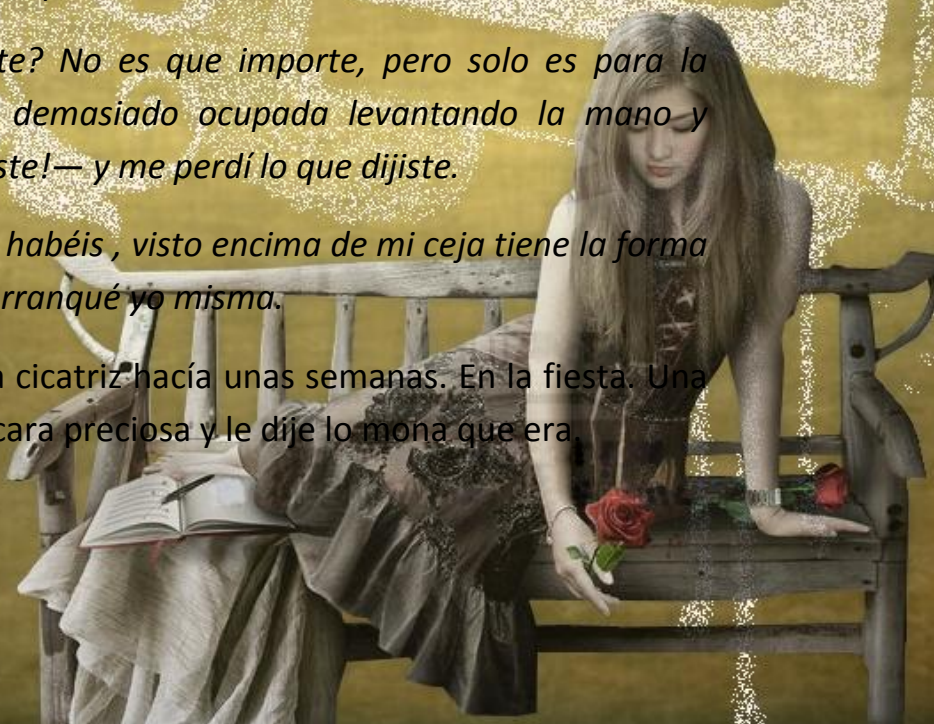 te? No es que importe, pero solo es para la
demasiado ocupada levantando la mano y
ste!— y me perdí lo que dijiste.
habéis , visto encima de mi ceja tiene la forma
rranqué yo misma.
cicatriz hacía unas semanas. En la fiesta. Una
cara preciosa y le dije lo mona que era.